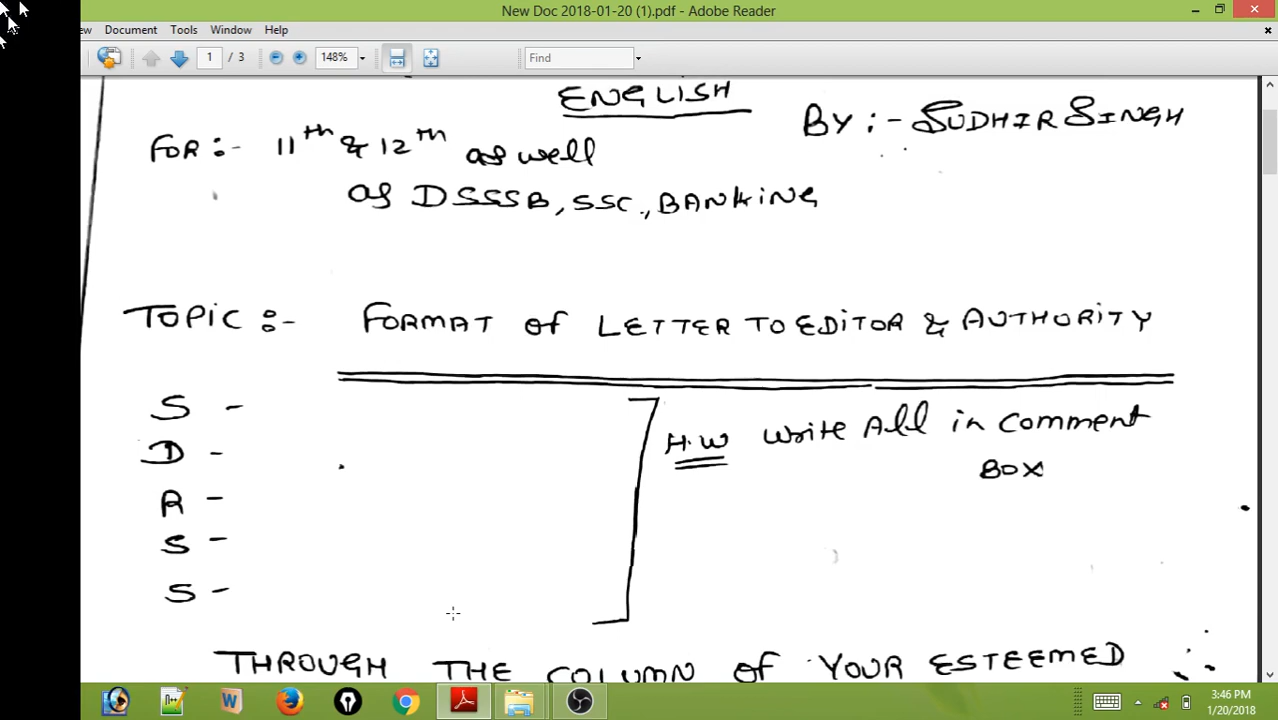 New Doc 2018-01-20 (1).pdf - Adobe Reader
ew Document Tools Window Help
1 / 3 148% Find
ENGLISH
BY :- SUDHIR SINGH
FOR :- 11th & 12th as well
as DSSSB, SSC, BANKING
TOPIC :- FORMAT OF LETTER TO EDITOR & AUTHORITY
S -
D -
R -
S -
S -
H.W Write All in Comment
BOX
THROUGH THE COLUMN OF YOUR ESTEEMED
3:46 PM
1/20/2018